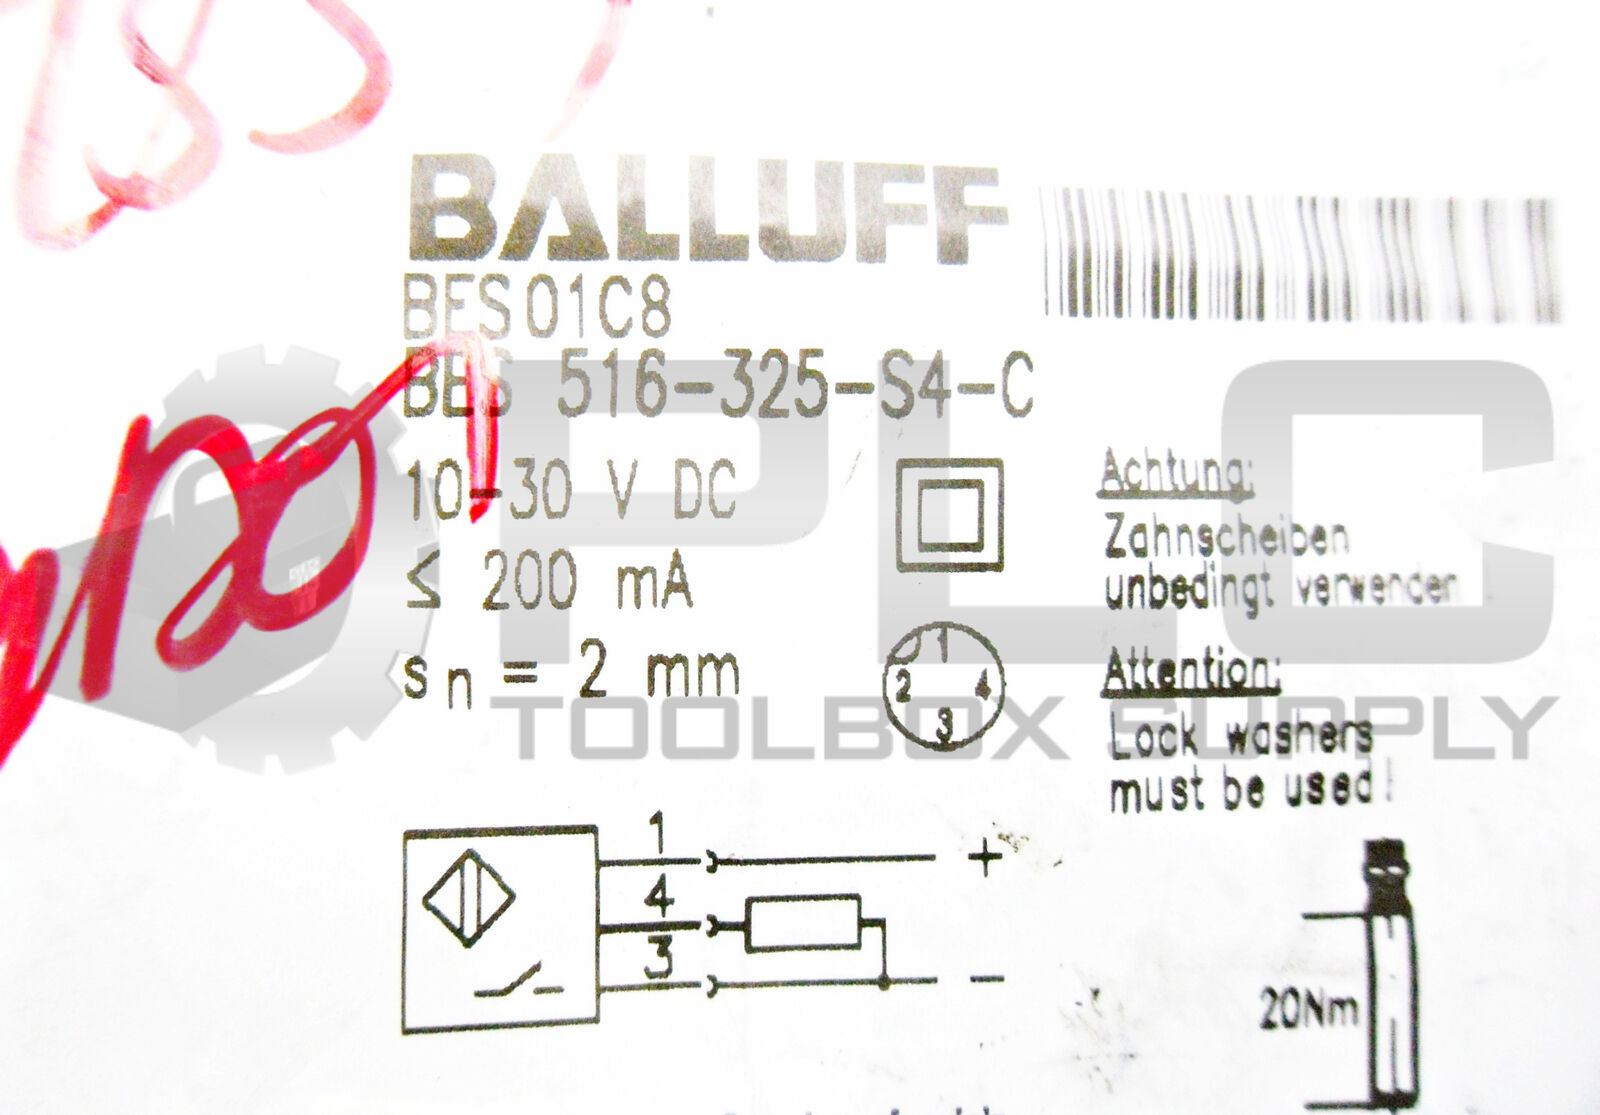 BALLUFF
BES01C8
BES 516-325-S4-C
10-30 V DC
≤ 200 mA
sn = 2 mm
Achtung:
Zahnscheiben
unbedingt verwenden
Attention:
Lock washers
must be used!
1
2
4
3
PLC
TOOLBOX SUPPLY
1
+
4
3
−
20Nm